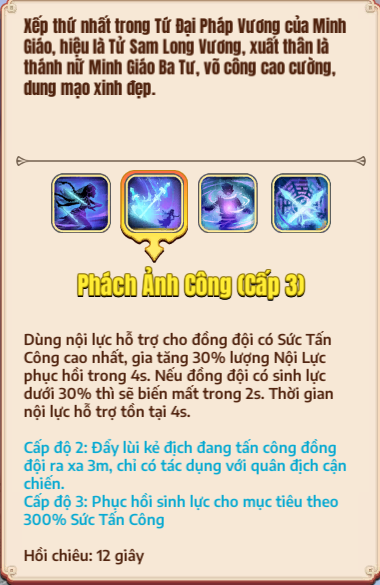 Xếp thứ nhất trong Tứ Đại Pháp Vương của Minh
Giáo, hiệu là Tử Sam Long Vương, xuất thân là
thánh nữ Minh Giáo Ba Tư, võ công cao cường,
dung mạo xinh đẹp.
Phách Ảnh Công (Cấp 3)
Dùng nội lực hỗ trợ cho đồng đội có Sức Tấn
Công cao nhất, gia tăng 30% lượng Nội Lực
phục hồi trong 4s. Nếu đồng đội có sinh lực
dưới 30% thì sẽ biến mất trong 2s. Thời gian
nội lực hỗ trợ tồn tại 4s.
Cấp độ 2: Đẩy lùi kẻ địch đang tấn công đồng
đội ra xa 3m, chỉ có tác dụng với quân địch cận
chiến.
Cấp độ 3: Phục hồi sinh lực cho mục tiêu theo
300% Sức Tấn Công
Hồi chiêu: 12 giây